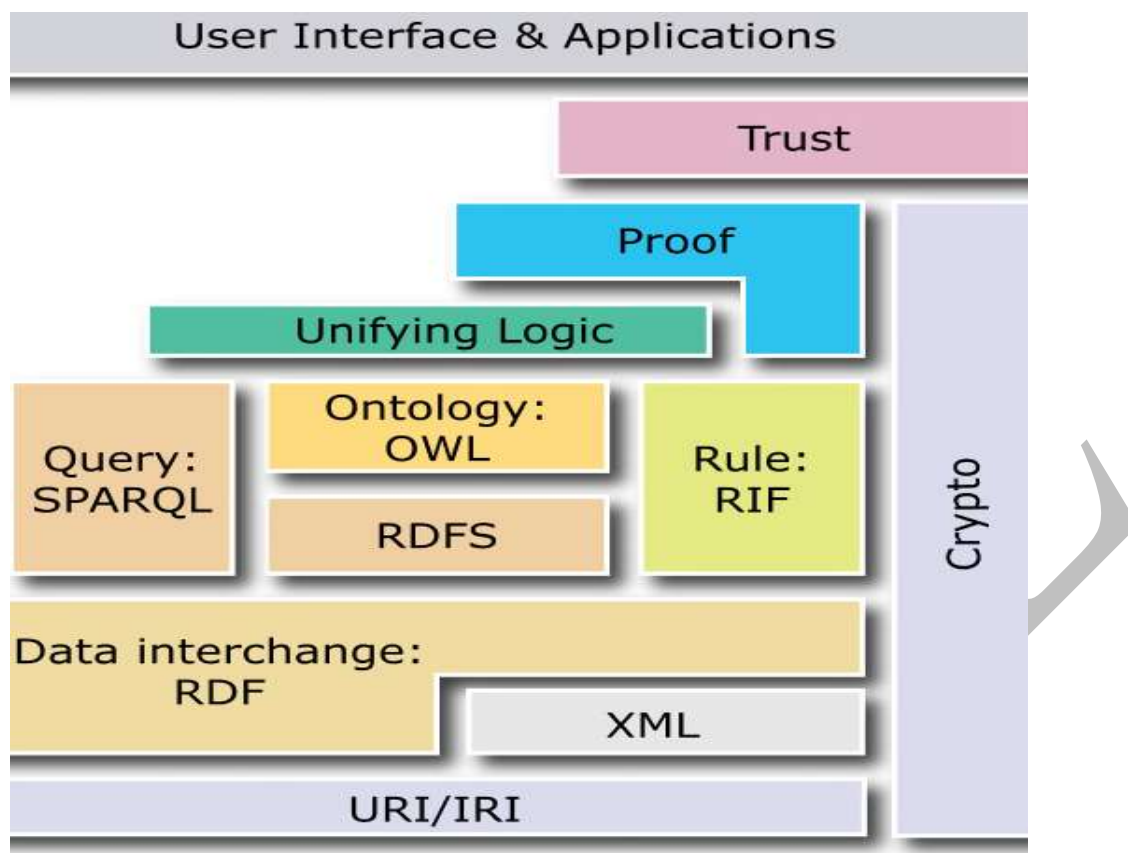 User Interface & Applications
Trust
Proof
Unifying Logic
Ontology:
OWL
Query:
SPARQL
Rule:
RIF
RDFS
Crypto
Data interchange:
RDF
XML
URI/IRI